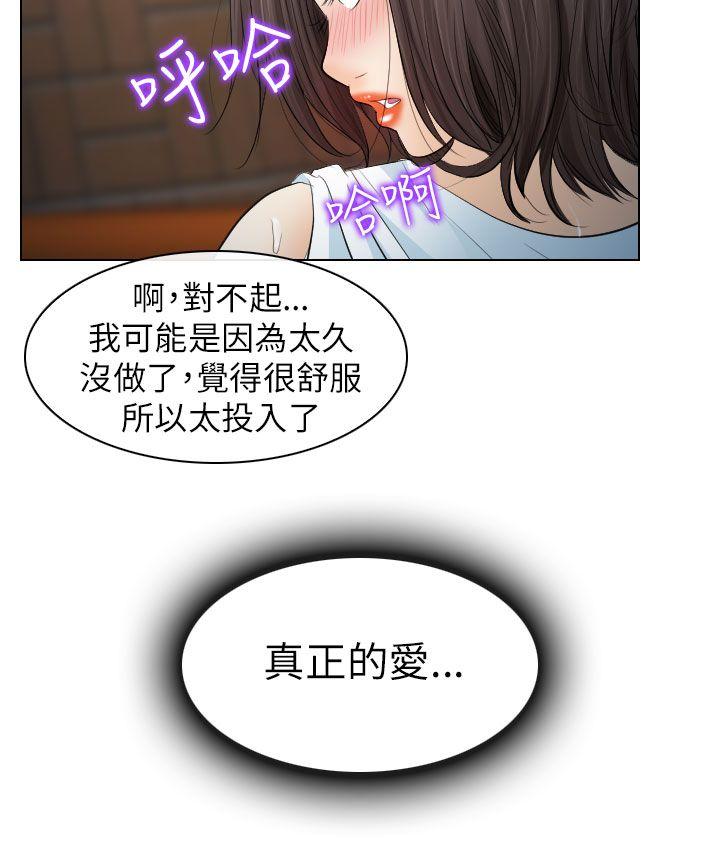 呼哈
哈啊
啊，對不起...
我可能是因為太久
沒做了，覺得很舒服
所以太投入了
真正的愛...